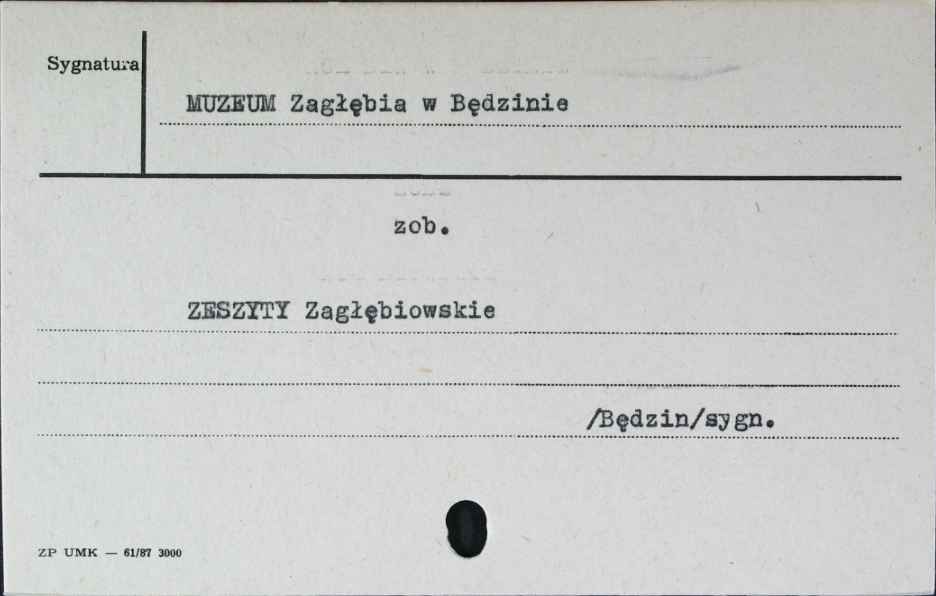 Sygnatura
MUZEUM Zagłębia w Będzinie
zob.
ZESZYTY Zagłębiowskie
/Będzin/sygn.
ZP UMK — 61/87 3000